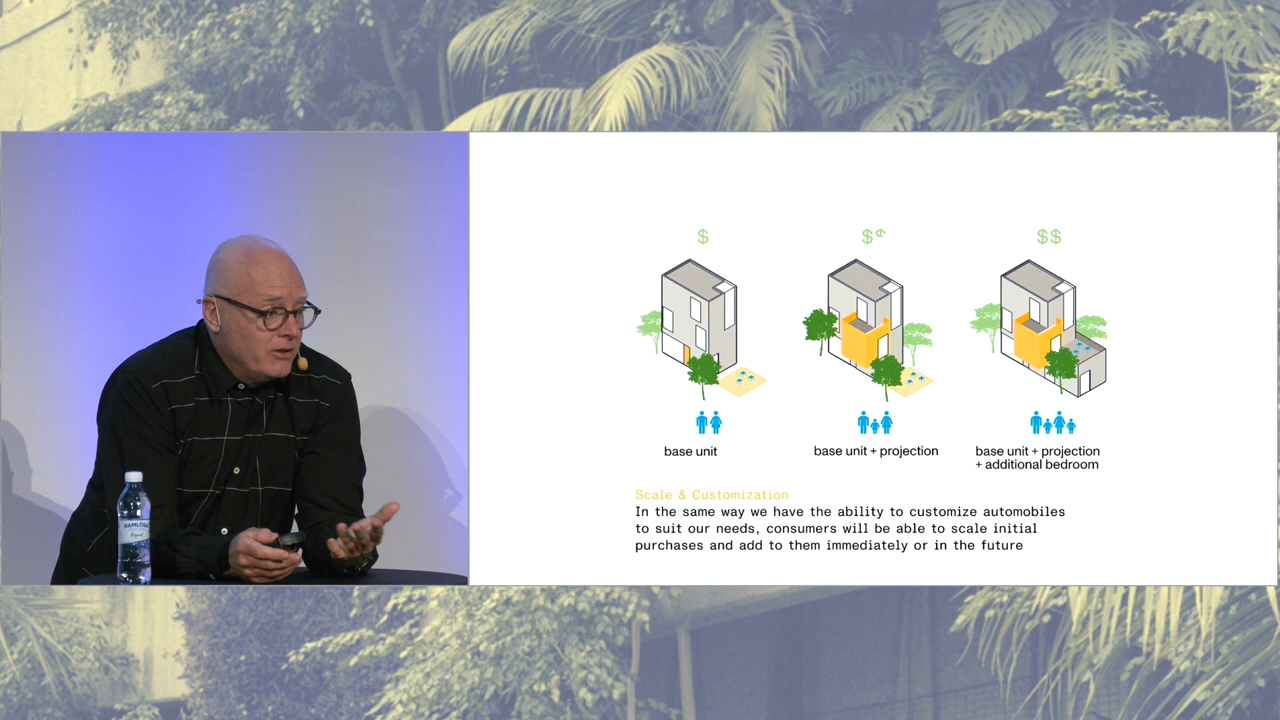 $
$
$$
base unit
base unit + projection
base unit + projection
+ additional bedroom
Scale & Customization
In the same way we have the ability to customize automobiles
to suit our needs, consumers will be able to scale initial
purchases and add to them immediately or in the future
RAMLÖSA
Original